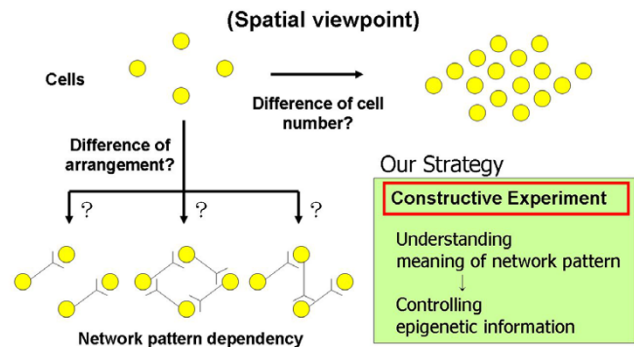 (Spatial viewpoint)
Cells
Difference of cell
number?
Difference of
arrangement?
?
?
?
Network pattern dependency
Our Strategy
Constructive Experiment
Understanding
meaning of network pattern
↓
Controlling
epigenetic information